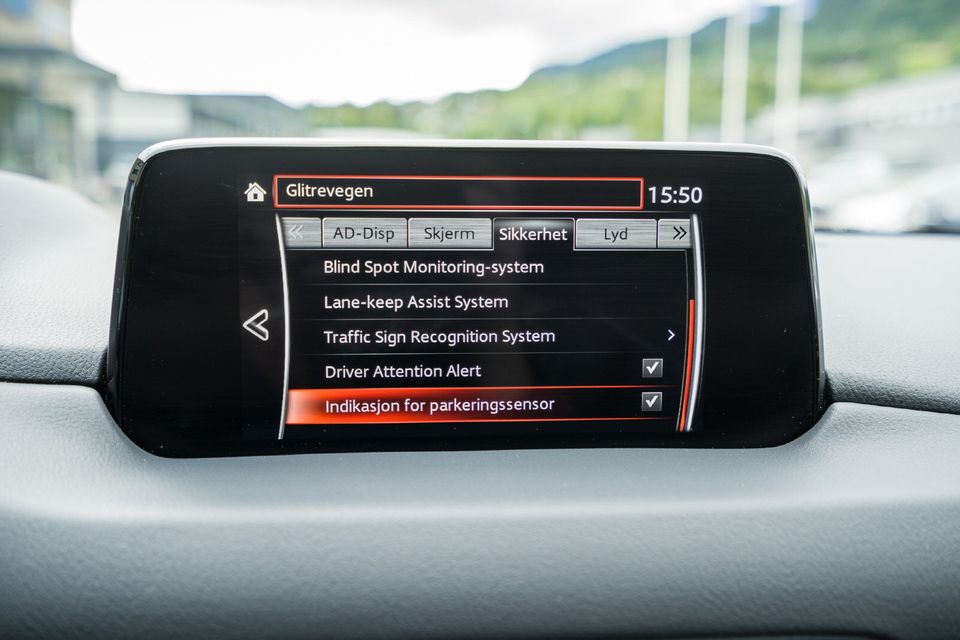 Glitrevegen 15:50
AD-Disp Skjerm Sikkerhet Lyd
Blind Spot Monitoring-system
Lane-keep Assist System
Traffic Sign Recognition System
Driver Attention Alert
Indikasjon for parkeringssensor